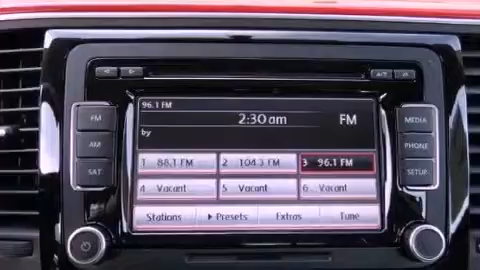 96.1 FM
2:30 am FM
by
FM
MEDIA
1 88.1 FM 2 104.3 FM 3 96.1 FM
AM
PHONE
4 Vacant 5 Vacant 6 Vacant
SAT
SETUP
Stations Presets Extras Tune